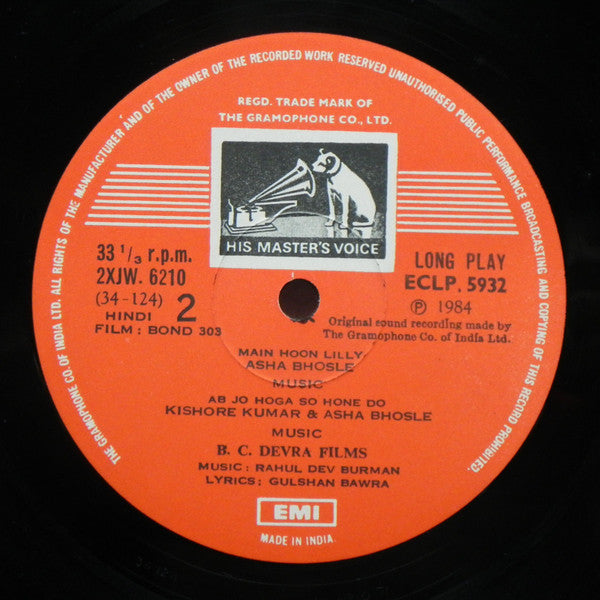 THE GRAMOPHONE CO. OF INDIA LTD. ALL RIGHTS OF THE MANUFACTURER AND OF THE OWNER OF THE RECORDED WORK RESERVED UNAUTHORISED PUBLIC PERFORMANCE BROADCASTING AND COPYING OF THIS RECORD PROHIBITED.
REGD. TRADE MARK OF
THE GRAMOPHONE CO., LTD.
HIS MASTER'S VOICE
33 1/3 r.p.m.
2XJW. 6210
(34-124) 2
HINDI
FILM : BOND 303
LONG PLAY
ECLP. 5932
℗ 1984
Original sound recording made by
The Gramophone Co. of India Ltd.
MAIN HOON LILLY
ASHA BHOSLE
MUSIC
AB JO HOGA SO HONE DO
KISHORE KUMAR & ASHA BHOSLE
MUSIC
B. C. DEVRA FILMS
MUSIC : RAHUL DEV BURMAN
LYRICS : GULSHAN BAWRA
EMI
MADE IN INDIA.